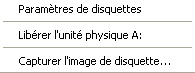 Paramètres de disquettes
Libérer l'unité physique A:
Capturer l'image de disquette...